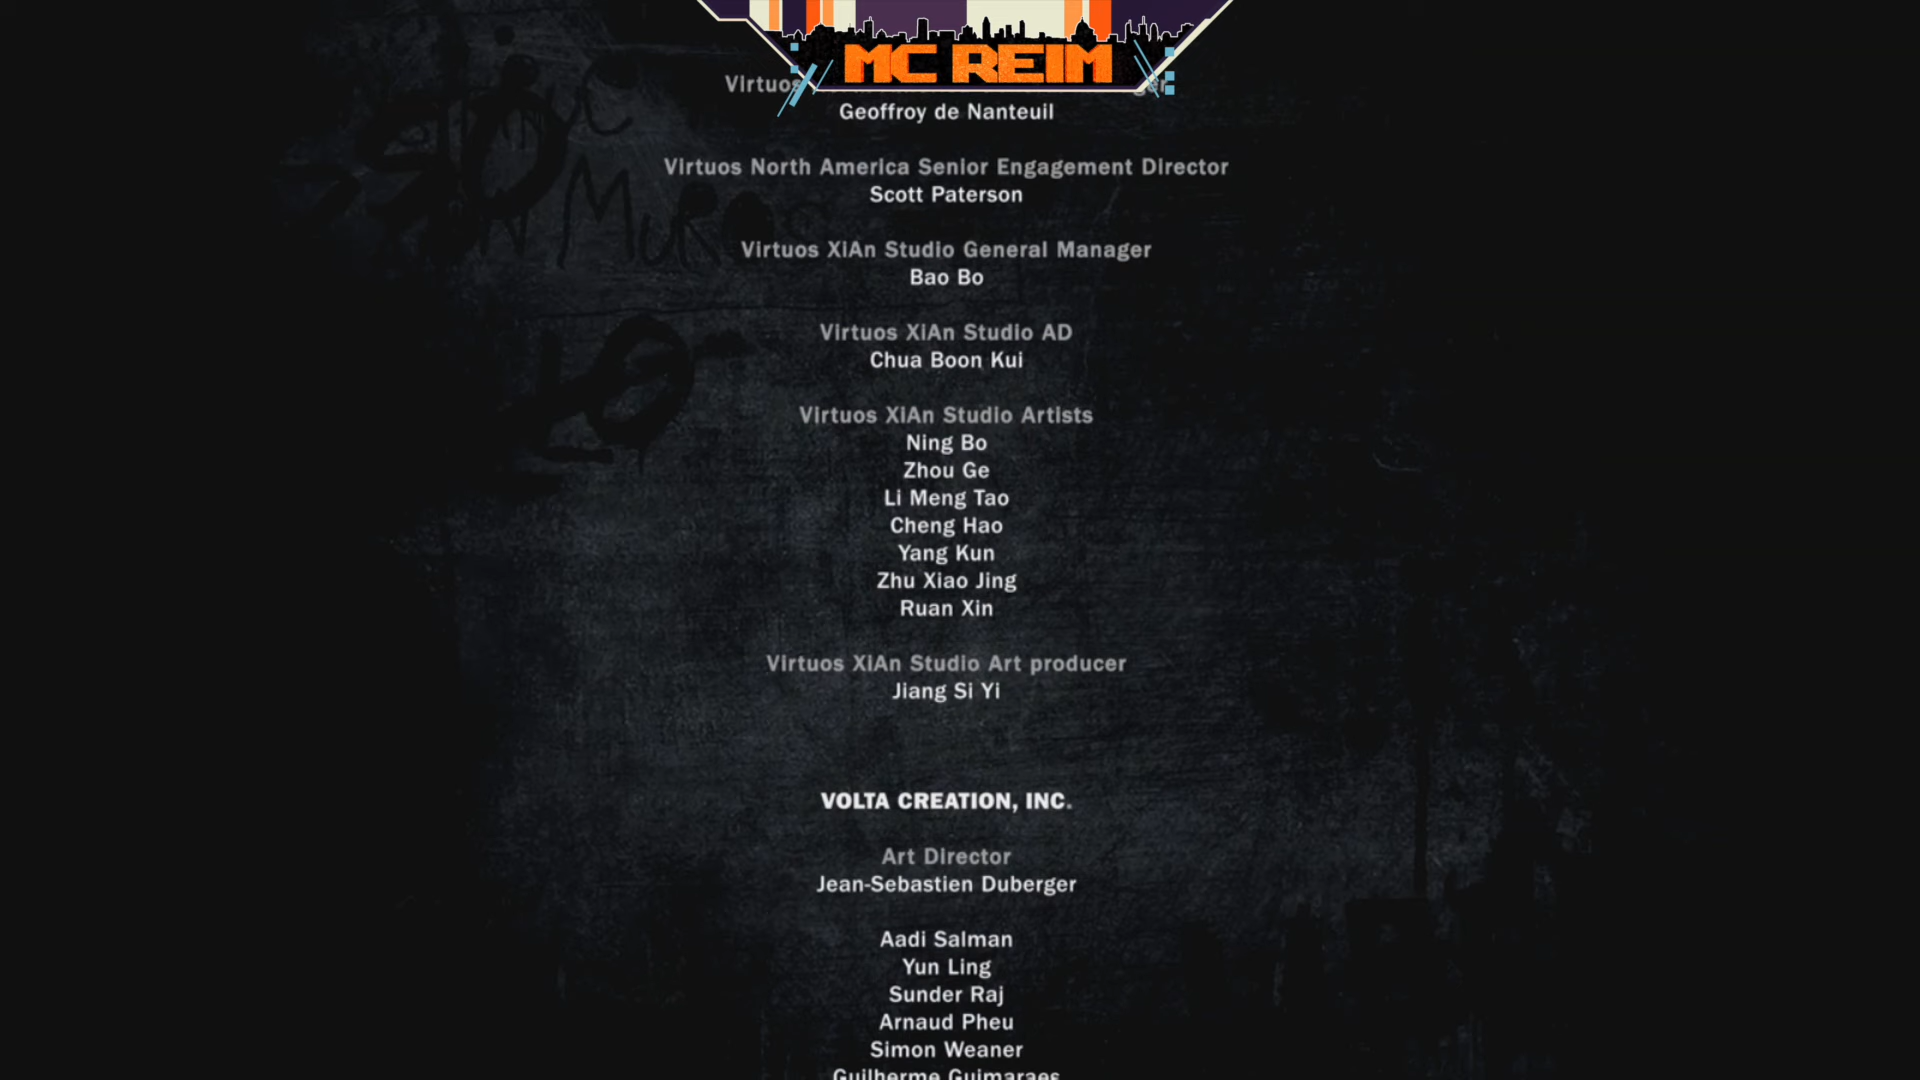 MC REIM
Virtuos
Geoffroy de Nanteuil
Virtuos North America Senior Engagement Director
Scott Paterson
Virtuos XiAn Studio General Manager
Bao Bo
Virtuos XiAn Studio AD
Chua Boon Kui
Virtuos XiAn Studio Artists
Ning Bo
Zhou Ge
Li Meng Tao
Cheng Hao
Yang Kun
Zhu Xiao Jing
Ruan Xin
Virtuos XiAn Studio Art producer
Jiang Si Yi
VOLTA CREATION, INC.
Art Director
Jean-Sebastien Duberger
Aadi Salman
Yun Ling
Sunder Raj
Arnaud Pheu
Simon Weaner
Guilherme Guimaraes